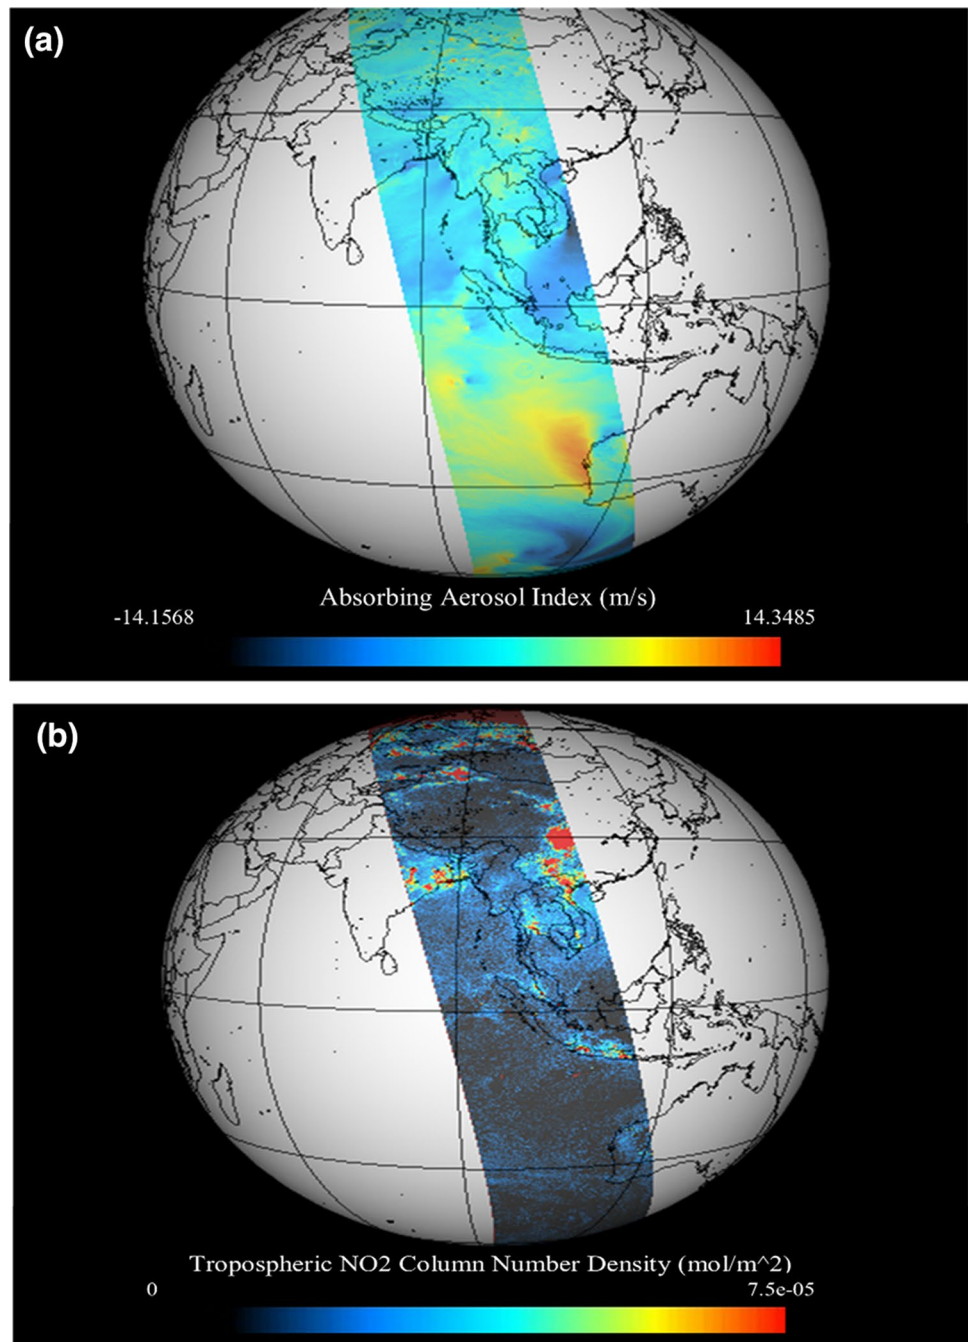 (a)
Absorbing Aerosol Index (m/s)
-14.1568 14.3485
(b)
Tropospheric NO2 Column Number Density (mol/m^2)
0 7.5e-05